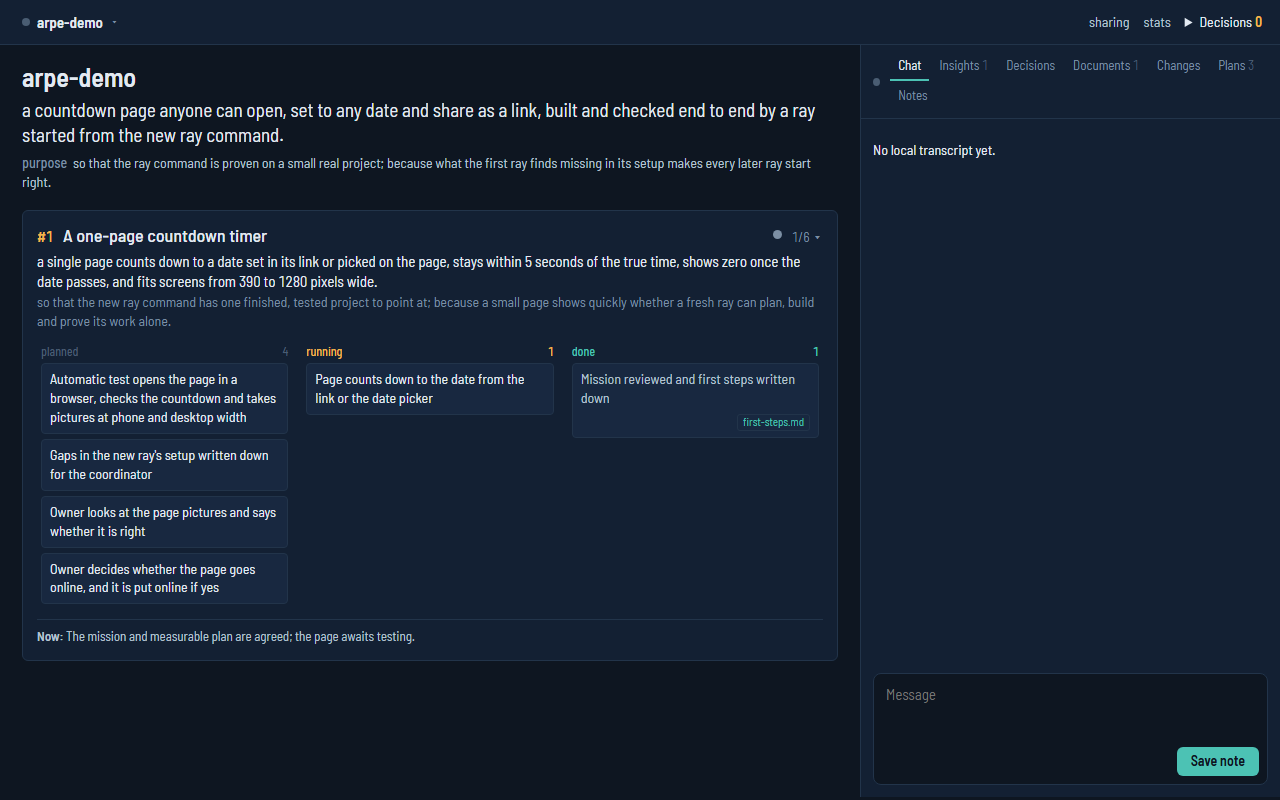 arpe-demo
sharing stats ▶ Decisions 0
arpe-demo
a countdown page anyone can open, set to any date and share as a link, built and checked end to end by a ray
started from the new ray command.
purpose so that the ray command is proven on a small real project; because what the first ray finds missing in its setup makes every later ray start
right.
#1 A one-page countdown timer
1/6
a single page counts down to a date set in its link or picked on the page, stays within 5 seconds of the true time, shows zero once the
date passes, and fits screens from 390 to 1280 pixels wide.
so that the new ray command has one finished, tested project to point at; because a small page shows quickly whether a fresh ray can plan, build
and prove its work alone.
planned 4
Automatic test opens the page in a
browser, checks the countdown and takes
pictures at phone and desktop width
Gaps in the new ray's setup written down
for the coordinator
Owner looks at the page pictures and says
whether it is right
Owner decides whether the page goes
online, and it is put online if yes
running 1
Page counts down to the date from the
link or the date picker
done 1
Mission reviewed and first steps written
down
first-steps.md
Now: The mission and measurable plan are agreed; the page awaits testing.
Chat Insights 1 Decisions Documents 1 Changes Plans 3
Notes
No local transcript yet.
Message
Save note